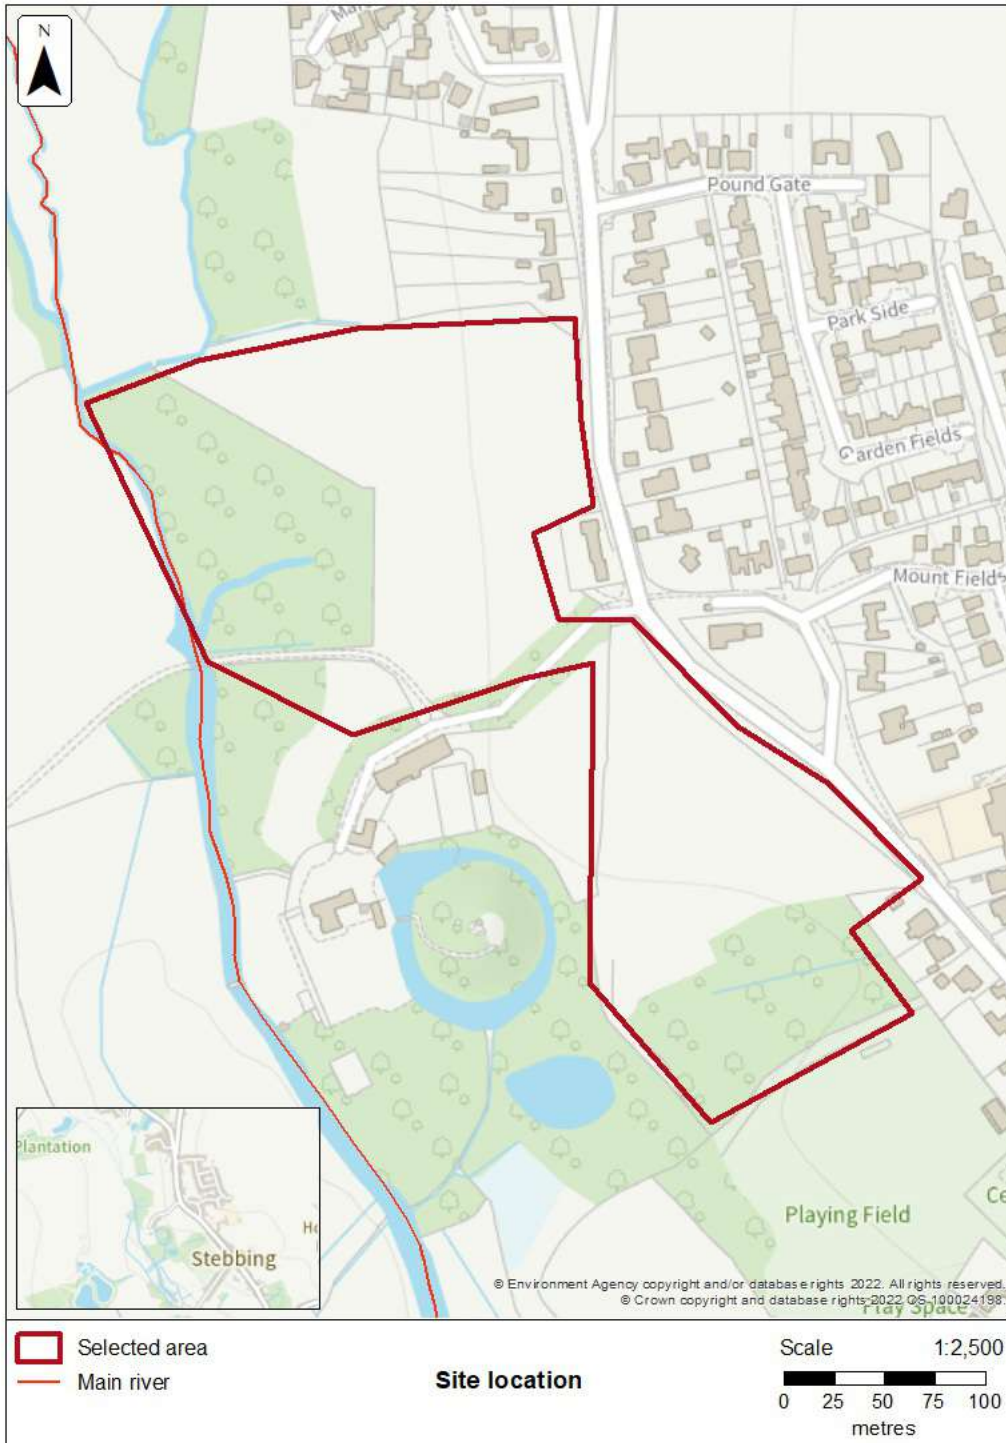 N
Pound Gate
Park Side
Garden Fields
Mount Fields
Plantation
Stebbing
Playing Field
Play Space
© Environment Agency copyright and/or database rights 2022. All rights reserved.
© Crown copyright and database rights 2022 OS 100024198.
Selected area
Main river
Site location
Scale 1:2,500
0 25 50 75 100
metres